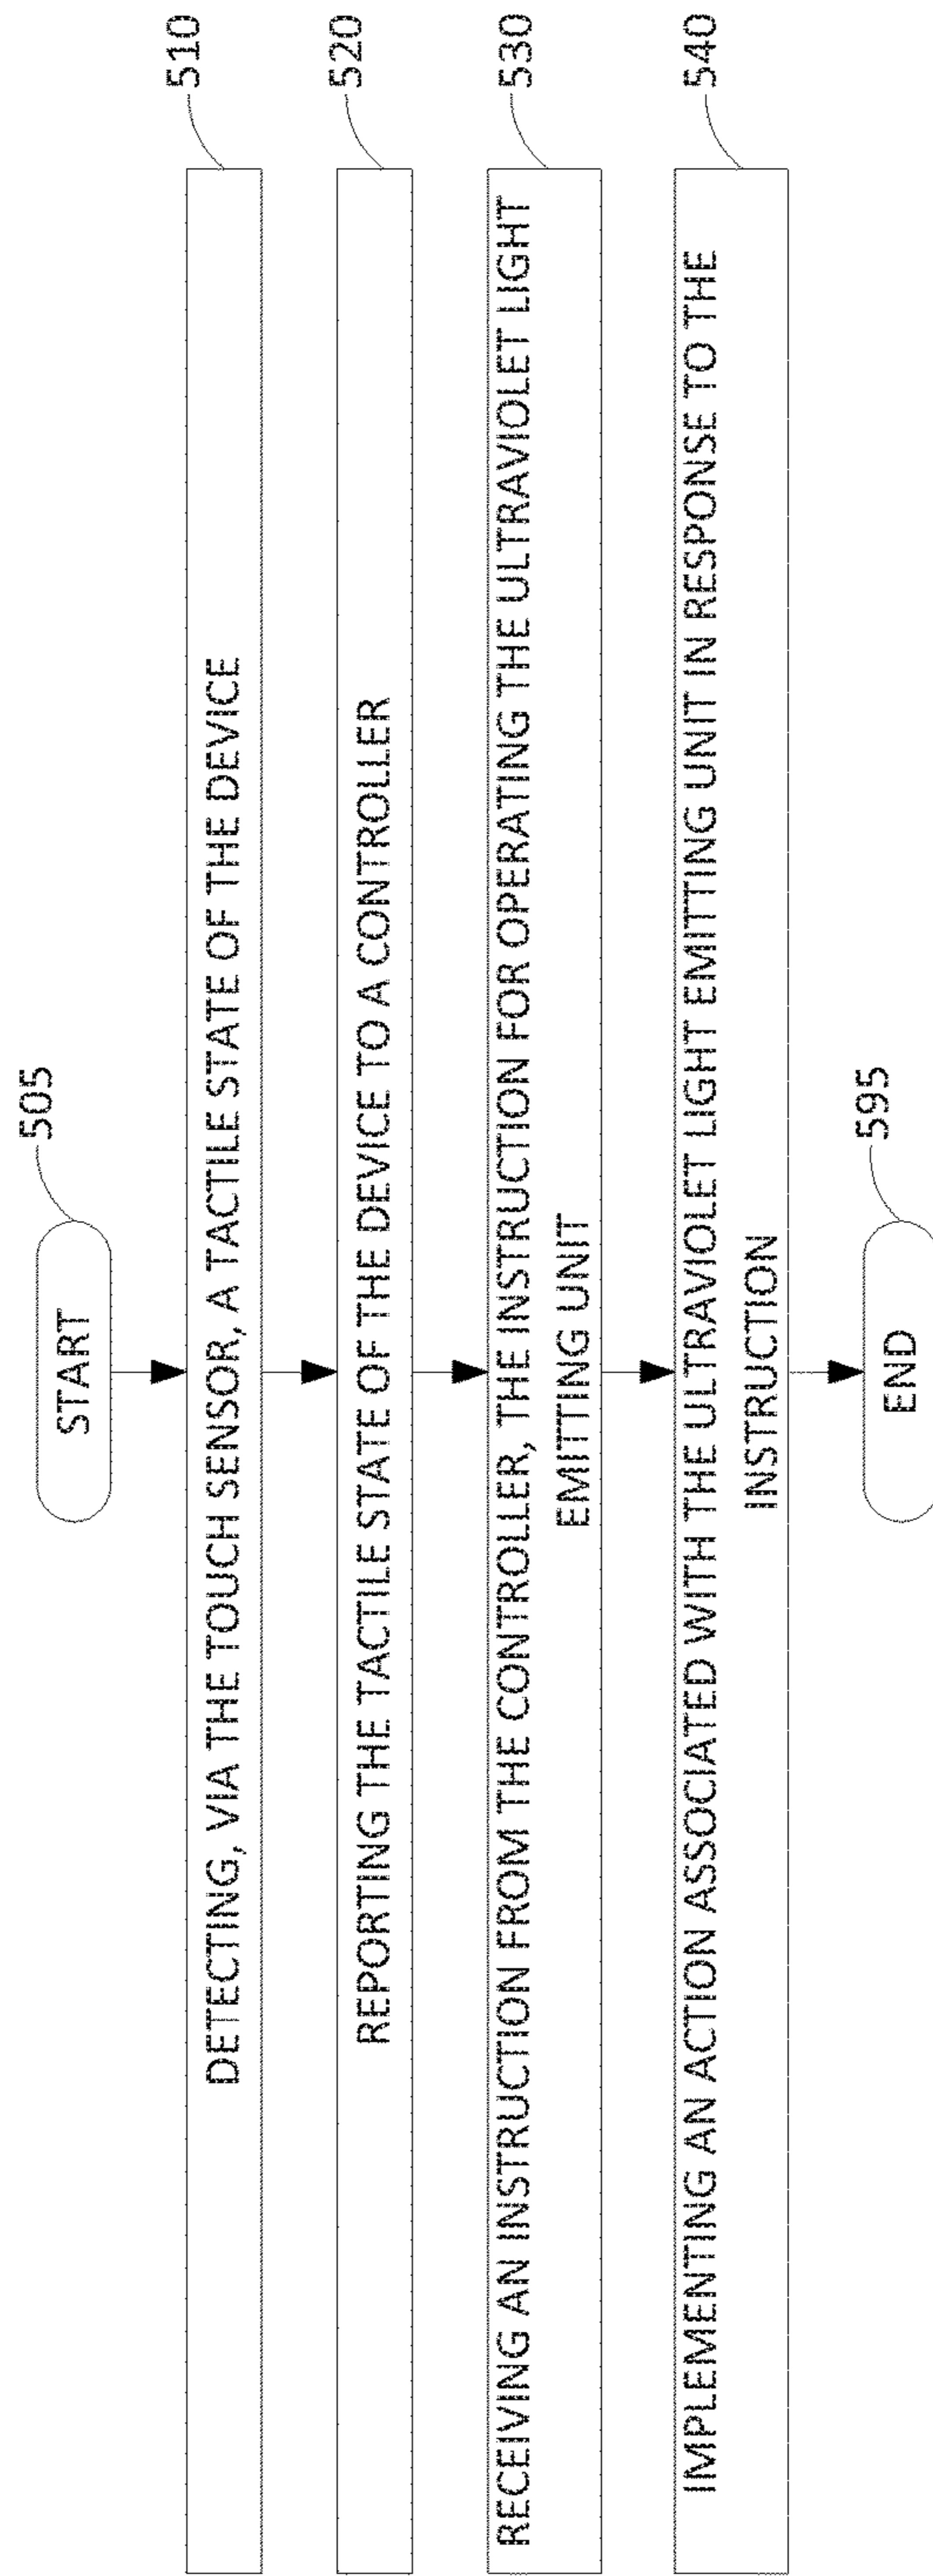 505
START
510
DETECTING, VIA THE TOUCH SENSOR, A TACTILE STATE OF THE DEVICE
520
REPORTING THE TACTILE STATE OF THE DEVICE TO A CONTROLLER
530
RECEIVING AN INSTRUCTION FROM THE CONTROLLER, THE INSTRUCTION FOR OPERATING THE ULTRAVIOLET LIGHT
EMITTING UNIT
540
IMPLEMENTING AN ACTION ASSOCIATED WITH THE ULTRAVIOLET LIGHT EMITTING UNIT IN RESPONSE TO THE
INSTRUCTION
595
END